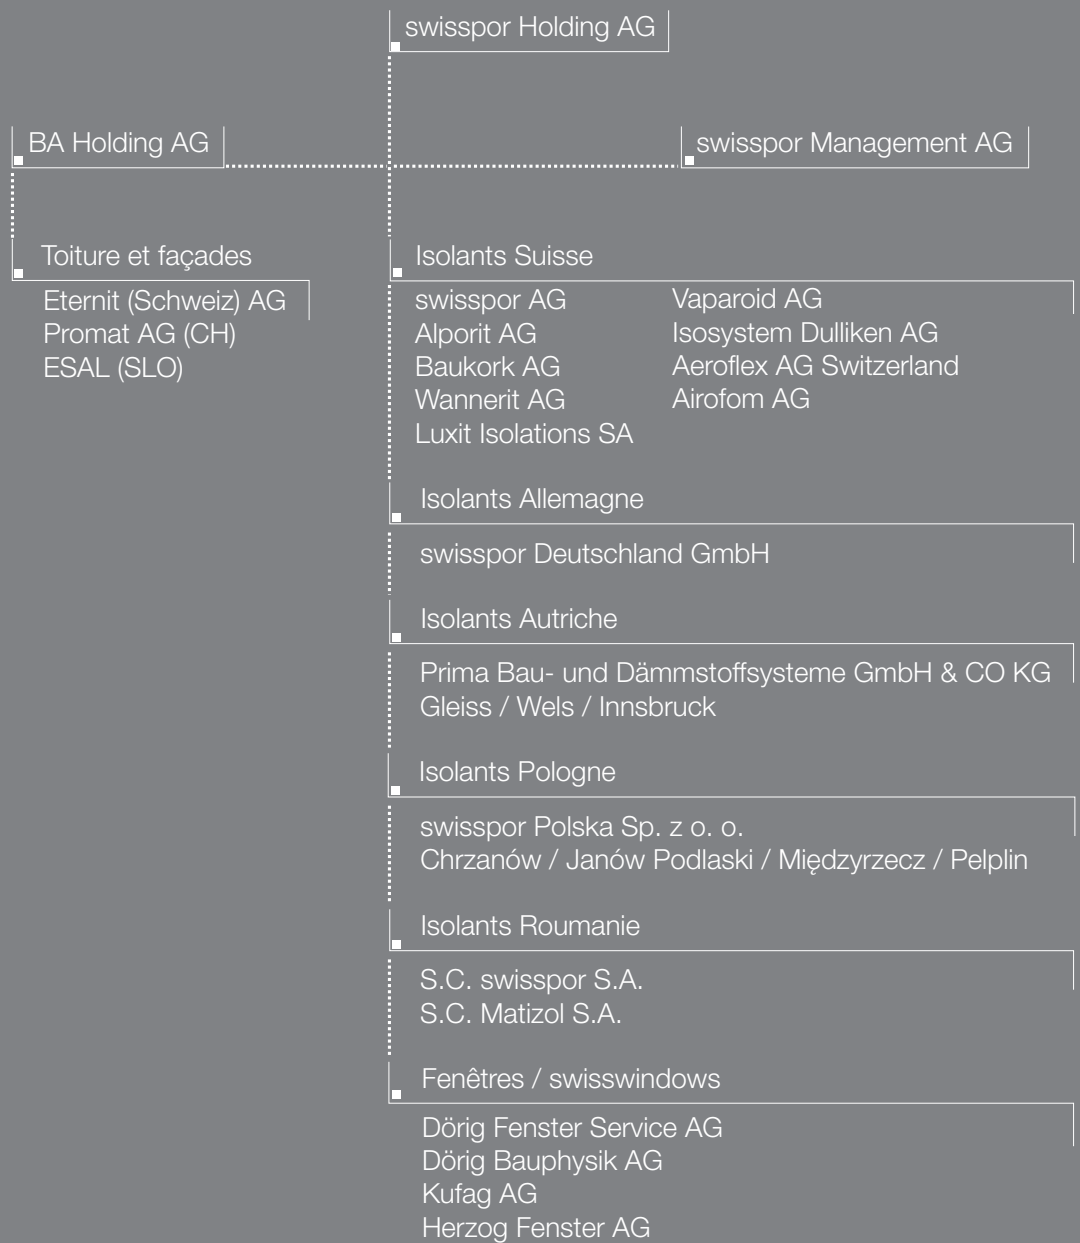 swisspor Holding AG
BA Holding AG
swisspor Management AG
Toiture et façades
Eternit (Schweiz) AG
Promat AG (CH)
ESAL (SLO)
Isolants Suisse
swisspor AG
Alporit AG
Baukork AG
Wannerit AG
Luxit Isolations SA
Vaparoid AG
Isosystem Dulliken AG
Aeroflex AG Switzerland
Airofom AG
Isolants Allemagne
swisspor Deutschland GmbH
Isolants Autriche
Prima Bau- und Dämmstoffsysteme GmbH & CO KG
Gleiss / Wels / Innsbruck
Isolants Pologne
swisspor Polska Sp. z o. o.
Chrzanów / Janów Podlaski / Międzyrzecz / Pelplin
Isolants Roumanie
S.C. swisspor S.A.
S.C. Matizol S.A.
Fenêtres / swisswindows
Dörig Fenster Service AG
Dörig Bauphysik AG
Kufag AG
Herzog Fenster AG